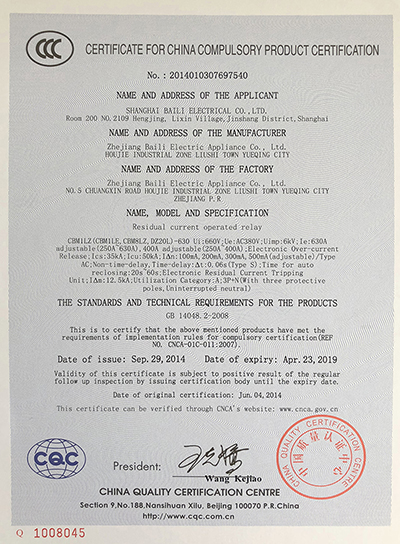 CCC
CERTIFICATE FOR CHINA COMPULSORY PRODUCT CERTIFICATION
No.: 2014010307697540
NAME AND ADDRESS OF THE APPLICANT
SHANGHAI BAILI ELECTRICAL CO.,LTD.
Room 200 NO.2109 Hengjing, Lixin Village,Jinshang District,Shanghai
NAME AND ADDRESS OF THE MANUFACTURER
Zhejiang Baili Electric Appliance Co., Ltd.
HOUJIE INDUSTRIAL ZONE LIUSHI TOWN YUEQING CITY
NAME AND ADDRESS OF THE FACTORY
Zhejiang Baili Electric Appliance Co., Ltd.
NO.5 CHUANGXIN ROAD HOUJIE INDUSTRIAL ZONE LIUSHI TOWN YUEQING CITY
ZHEJIANG P.R
NAME, MODEL AND SPECIFICATION
Residual current operated relay
CBM1LZ(CBM1LE, CBM8LZ,DZ20L)-630 Ui:660V;Ue:AC380V;Uimp:6kV;Ie:630A
adjustable(250A~630A), 400A adjustable(250A~400A);Electronic Over-current
Release;Ics:35kA;Icu:50kA;IΔn:100mA, 200mA, 300mA, 500mA(adjustable)/Type
AC;Non-time-delay,Time-delay:Δt:0.06s(Type S);Time for auto
reclosing:20s~60s;Electronic Residual Current Tripping
Unit;IΔm:12.5kA;Utilization Category:A;3P+N(With three protective
poles,Uninterrupted neutral)
THE STANDARDS AND TECHNICAL REQUIREMENTS FOR THE PRODUCTS
GB 14048.2-2008
This is to certify that the above mentioned products have met the
requirements of implementation rules for compulsory certification(REF
NO. CNCA-01C-011:2007).
Date of issue: Sep.29,2014 Date of expiry: Apr.23,2019
Validity of this certificate is subject to positive result of the regular
follow up inspection by issuing certification body until the expiry date.
Date of original certification: Jun.04,2014
This certificate can be verified through CNCA's website: www.cnca.gov.cn
CQC
President:
Wang Kejiao
CHINA QUALITY CERTIFICATION CENTRE
中国质量认证中心
CHINA QUALITY CERTIFICATION CENTRE
Section 9,No.188,Nansihuan Xilu, Beijing 100070 P.R.China
http://www.cqc.com.cn
Q 1008045